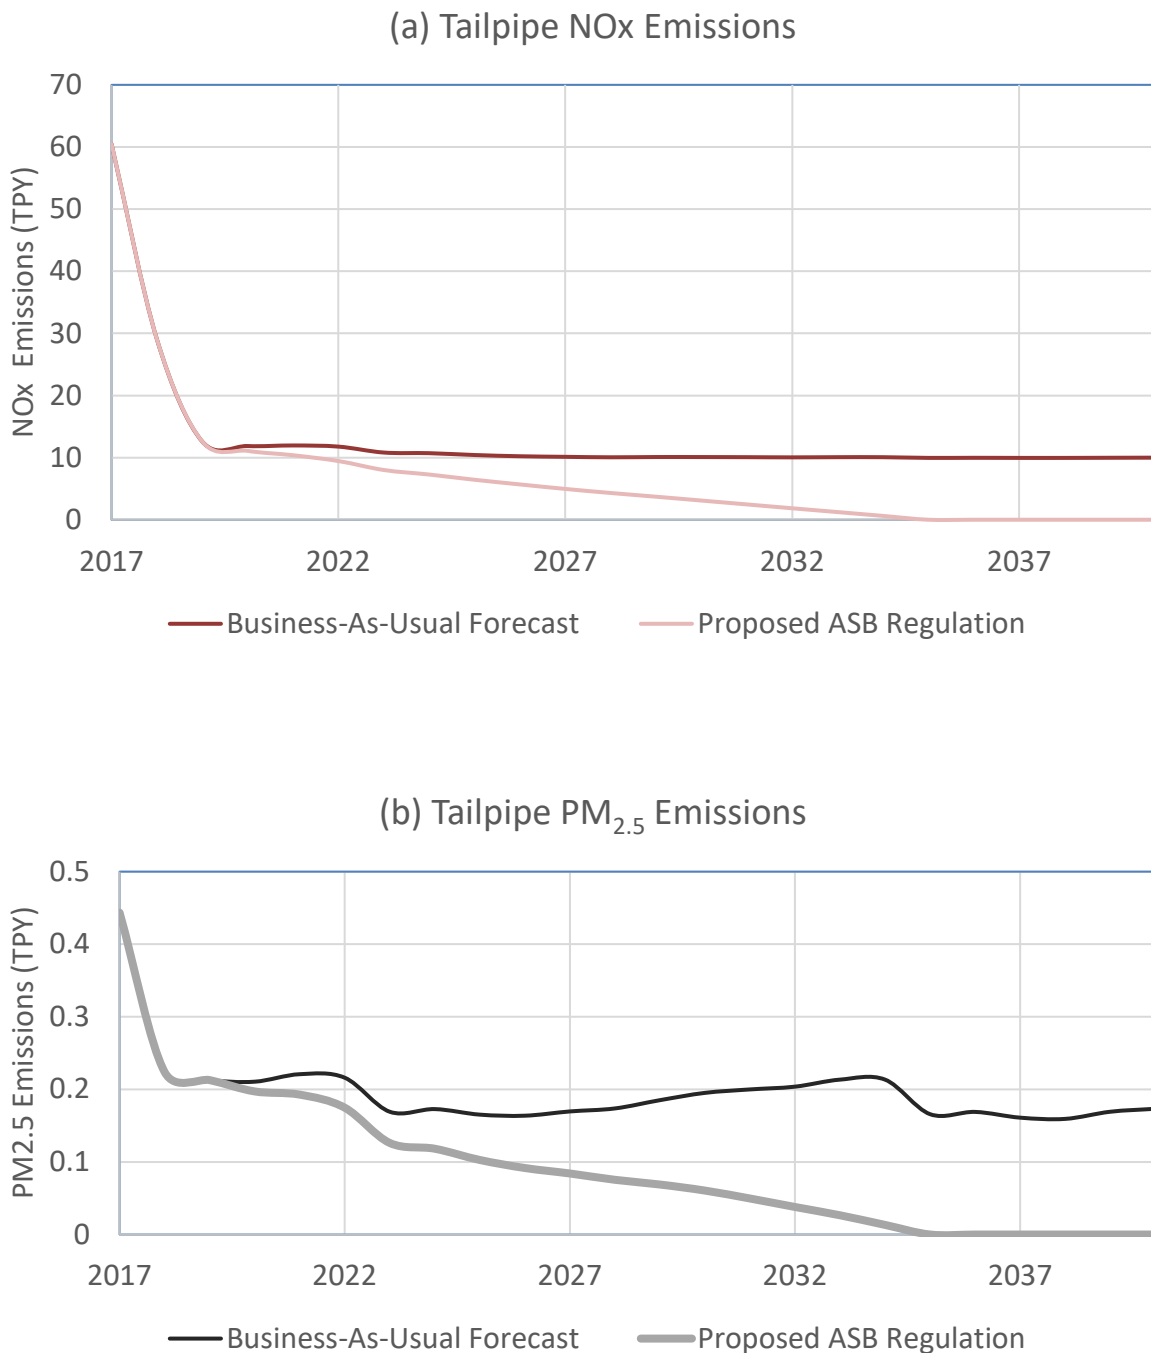 (a) Tailpipe NOx Emissions
NOx Emissions (TPY)
70
60
50
40
30
20
10
0
2017 2022 2027 2032 2037
Business-As-Usual Forecast Proposed ASB Regulation
(b) Tailpipe PM2.5 Emissions
PM2.5 Emissions (TPY)
0.5
0.4
0.3
0.2
0.1
0
2017 2022 2027 2032 2037
Business-As-Usual Forecast Proposed ASB Regulation